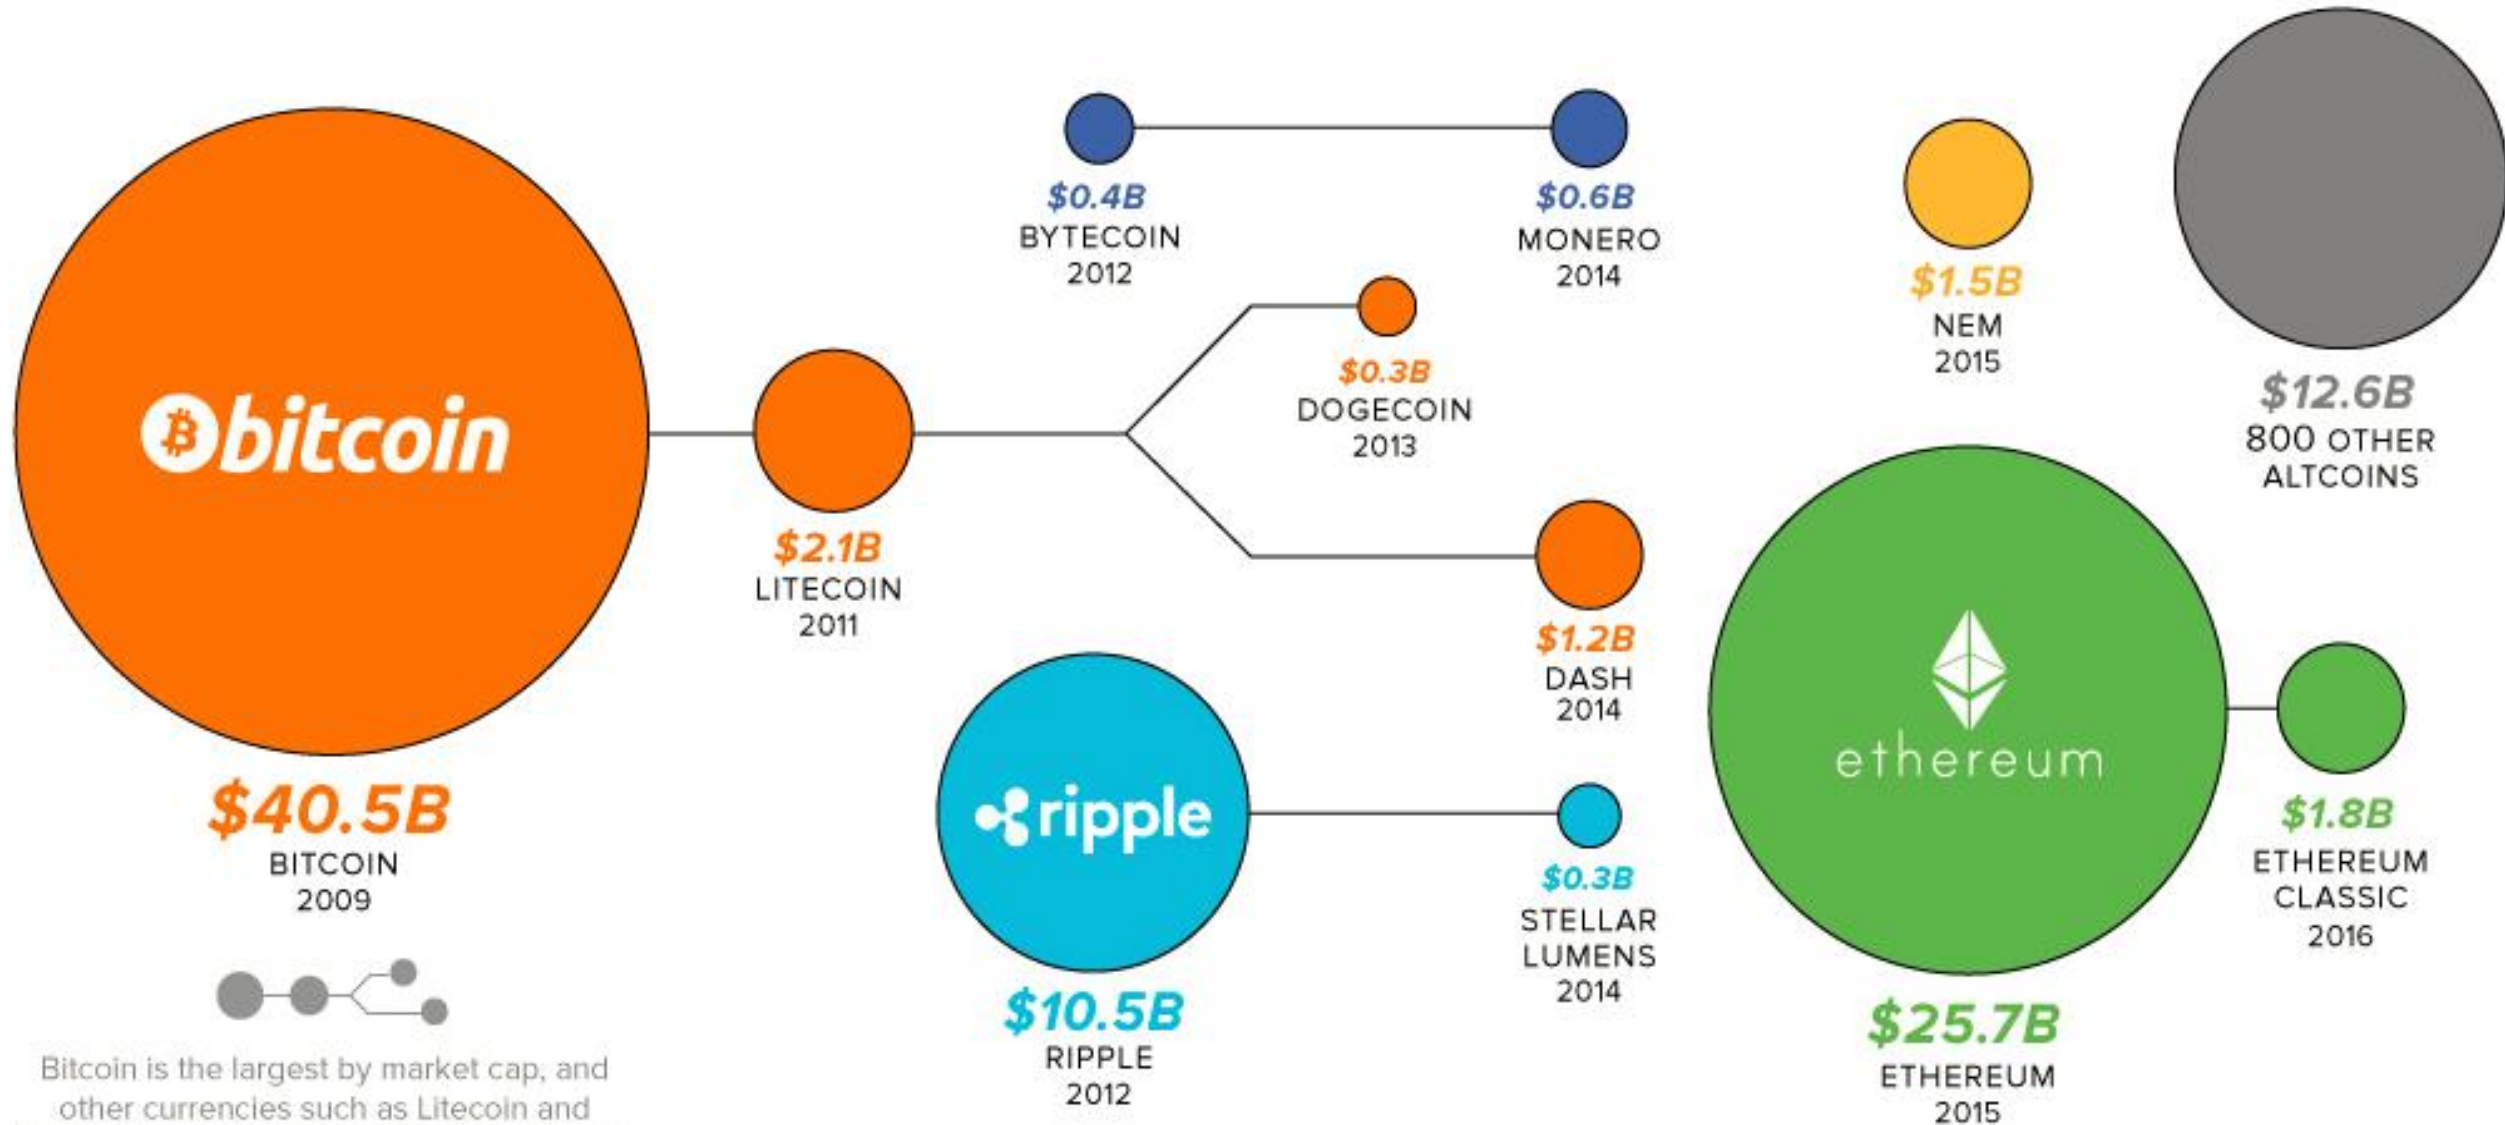 bitcoin
$40.5B
BITCOIN
2009
Bitcoin is the largest by market cap, and
other currencies such as Litecoin and
$2.1B
LITECOIN
2011
$0.4B
BYTECOIN
2012
$0.6B
MONERO
2014
$0.3B
DOGECOIN
2013
$1.2B
DASH
2014
ripple
$10.5B
RIPPLE
2012
$0.3B
STELLAR
LUMENS
2014
$1.5B
NEM
2015
$12.6B
800 OTHER
ALTCOINS
ethereum
$25.7B
ETHEREUM
2015
$1.8B
ETHEREUM
CLASSIC
2016